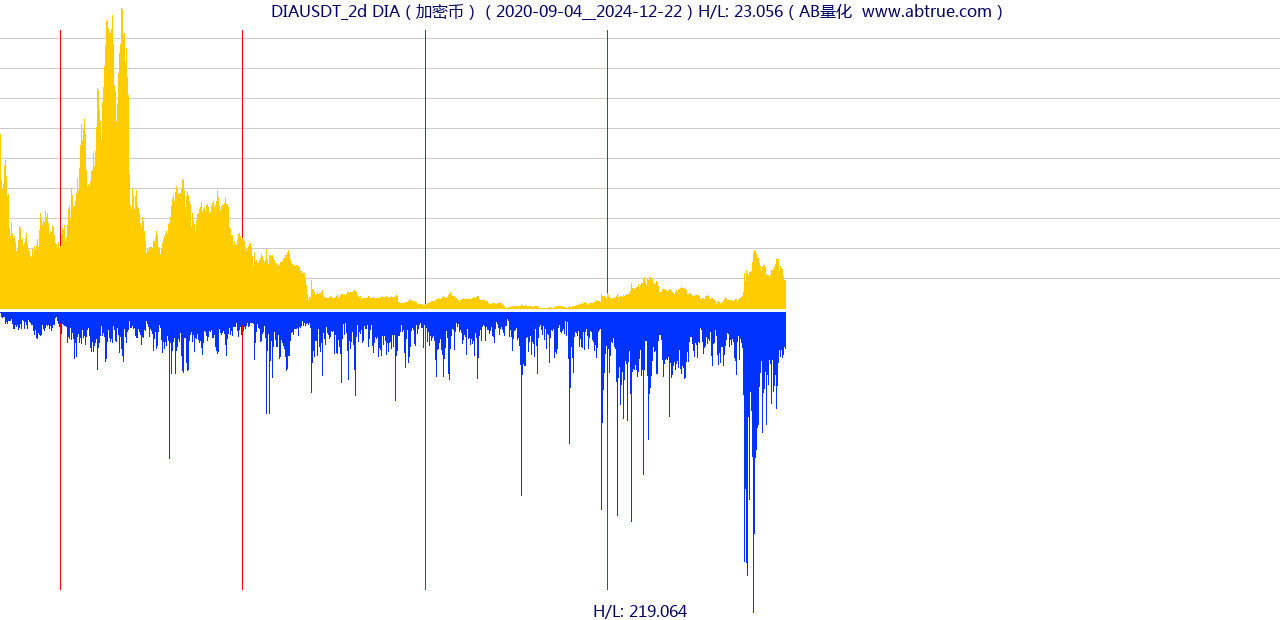 DIAUSDT_2d DIA ( 加密币 ) ( 2020-09-04__2024-12-22 ) H/L: 23.056 ( AB量化  www.abtrue.com )
H/L: 219.064